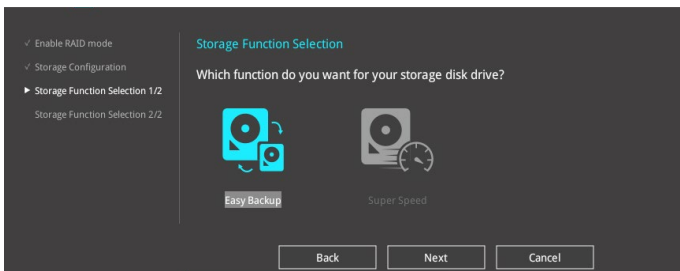 ✓ Enable RAID mode
✓ Storage Configuration
▶ Storage Function Selection 1/2
Storage Function Selection 2/2
Storage Function Selection
Which function do you want for your storage disk drive?
Easy Backup
Super Speed
Back
Next
Cancel